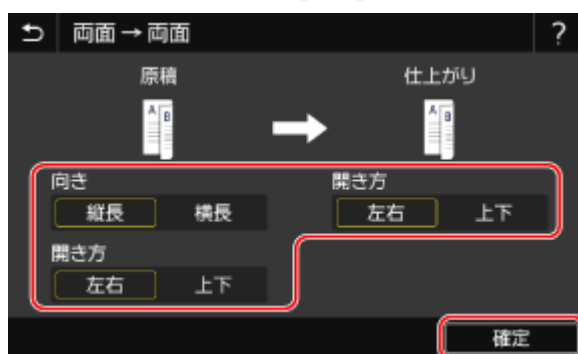 両面→両面 ?
原稿 仕上がり
A B A B
向き 開き方
縦長 横長 左右 上下
開き方
左右 上下
確定